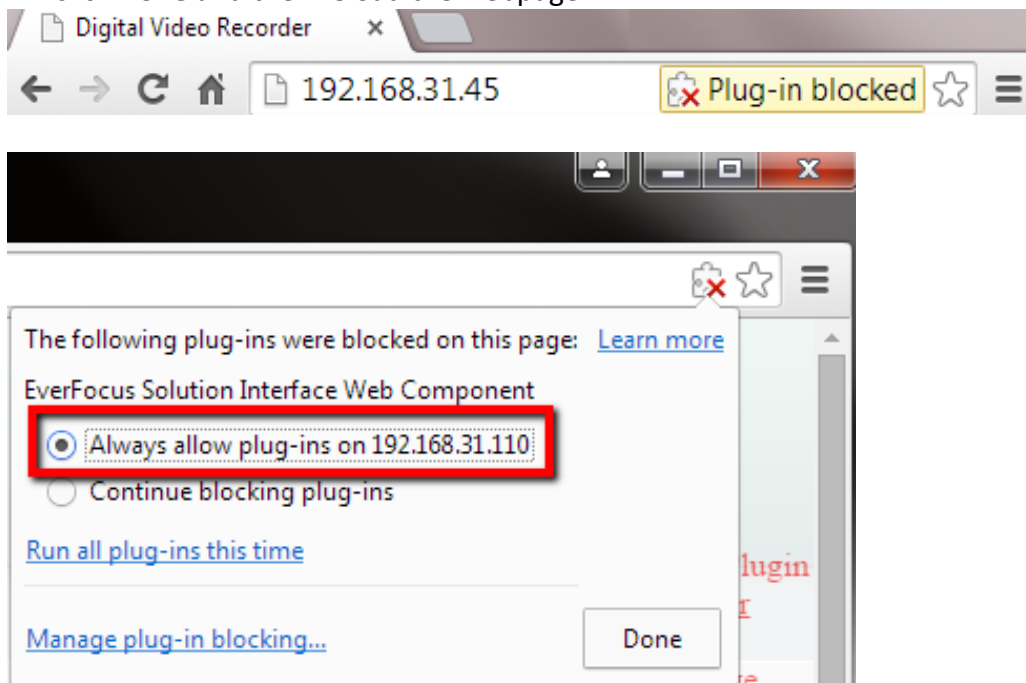 Digital Video Recorder ×
192.168.31.45 Plug-in blocked
The following plug-ins were blocked on this page: Learn more
EverFocus Solution Interface Web Component
Always allow plug-ins on 192.168.31.110
Continue blocking plug-ins
Run all plug-ins this time
lugin
Manage plug-in blocking...
Done